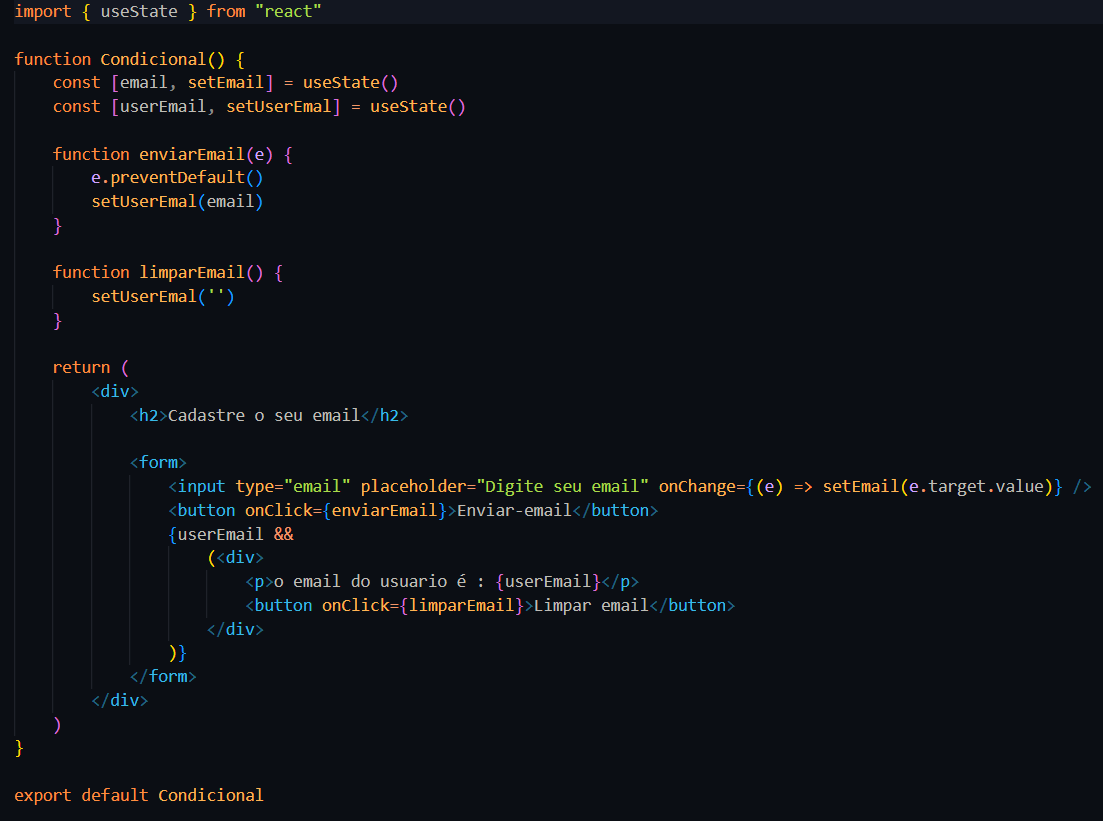 import { useState } from "react"
function Condicional() {
const [email, setEmail] = useState()
const [userEmail, setUserEmal] = useState()
function enviarEmail(e) {
e.preventDefault()
setUserEmal(email)
}
function limparEmail() {
setUserEmal('')
}
return (
<div>
<h2>Cadastre o seu email</h2>
<form>
<input type="email" placeholder="Digite seu email" onChange={(e) => setEmail(e.target.value)} />
<button onClick={enviarEmail}>Enviar-email</button>
{userEmail &&
(<div>
<p>o email do usuario é : {userEmail}</p>
<button onClick={limparEmail}>Limpar email</button>
</div>
)}
</form>
</div>
)
}
export default Condicional